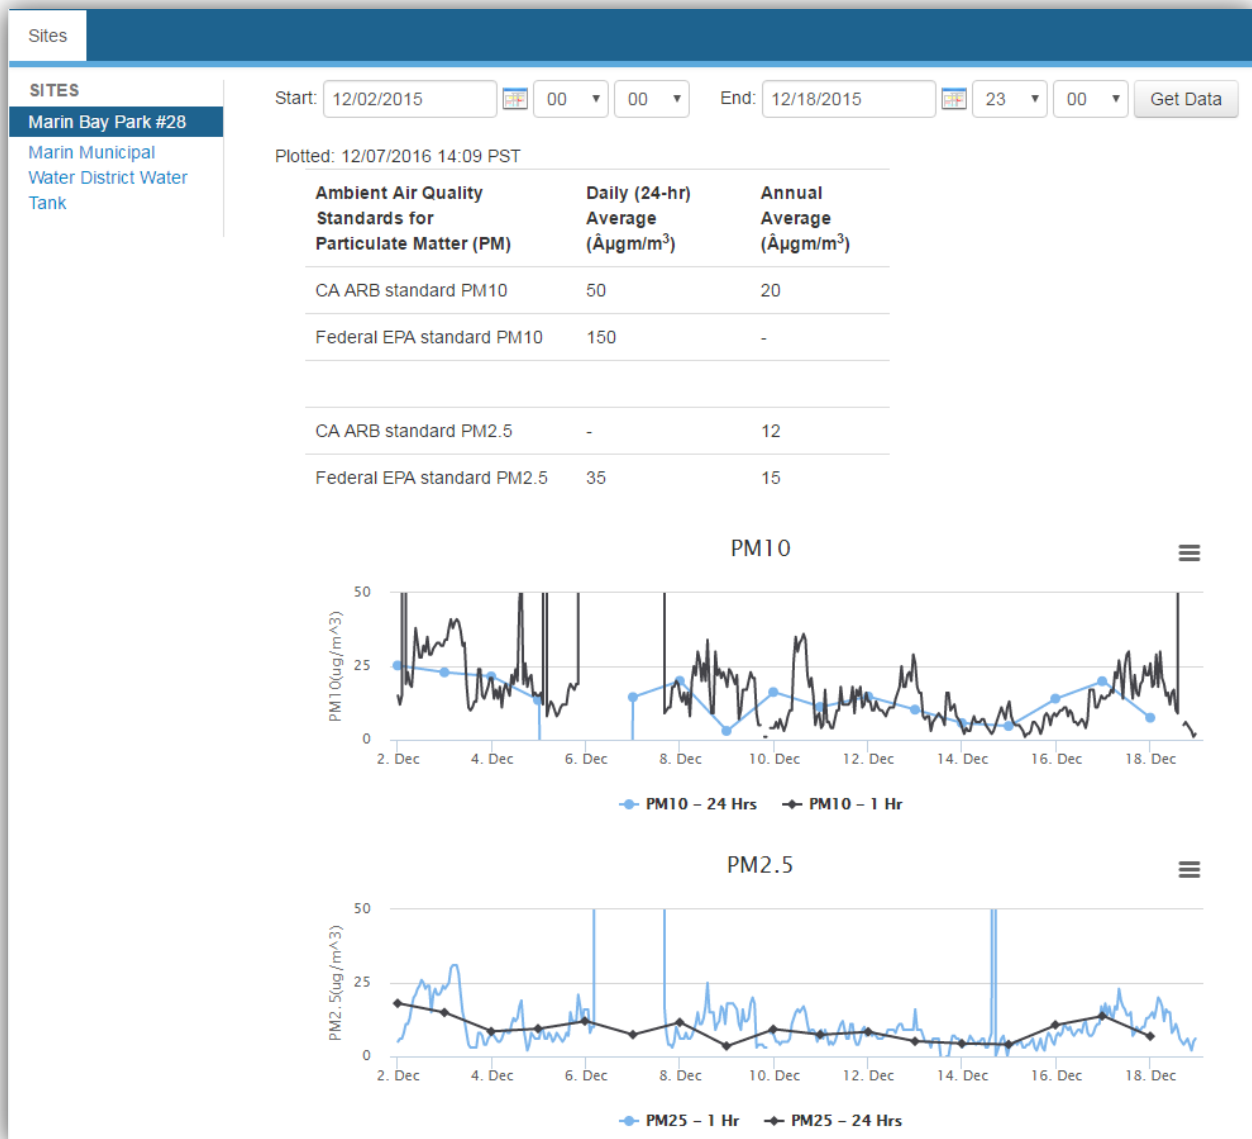 Sites
SITES
Marin Bay Park #28
Marin Municipal
Water District Water
Tank
Start: 12/02/2015 00 00 End: 12/18/2015 23 00 Get Data
Plotted: 12/07/2016 14:09 PST
Ambient Air Quality Standards for Particulate Matter (PM) Daily (24-hr) Average (Âµgm/m³) Annual Average (Âµgm/m³)
CA ARB standard PM10 50 20
Federal EPA standard PM10 150 -
CA ARB standard PM2.5 - 12
Federal EPA standard PM2.5 35 15
PM10
PM10(ug/m^3)
50
25
0
2. Dec 4. Dec 6. Dec 8. Dec 10. Dec 12. Dec 14. Dec 16. Dec 18. Dec
PM10 – 24 Hrs PM10 – 1 Hr
PM2.5
PM2.5(ug/m^3)
50
25
0
2. Dec 4. Dec 6. Dec 8. Dec 10. Dec 12. Dec 14. Dec 16. Dec 18. Dec
PM25 – 1 Hr PM25 – 24 Hrs